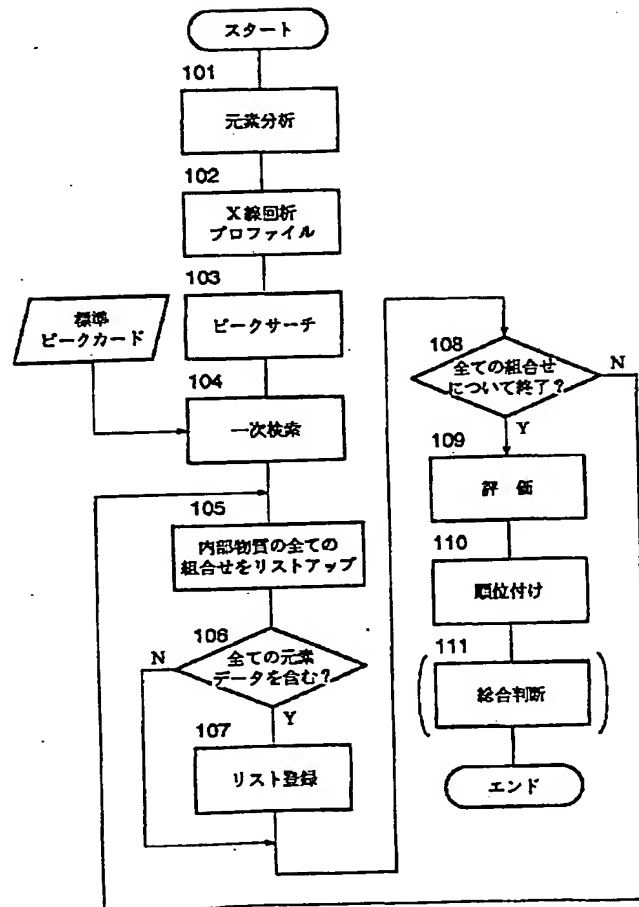 スタート
101
元素分析
102
X線回析
プロファイル
103
ピークサーチ
標準
ピークカード
104
一次検索
105
内部物質の全ての
組合せをリストアップ
106
全ての元素
データを含む?
N
Y
107
リスト登録
108
全ての組合せ
について終了?
N
Y
109
評 価
110
順位付け
111
総合判断
エンド